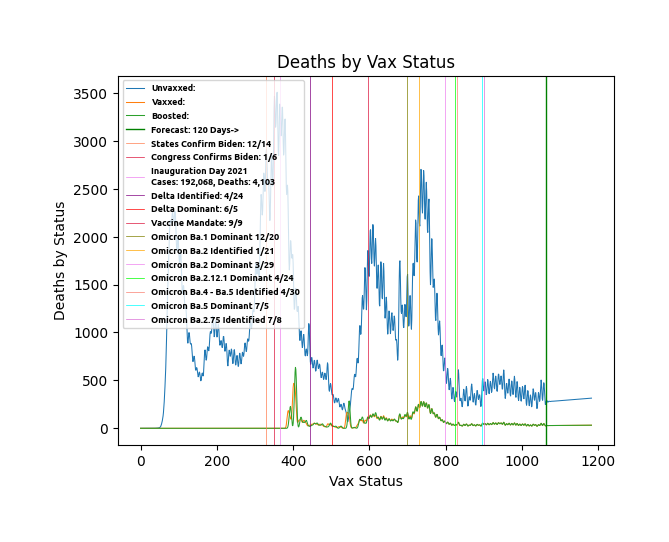 Deaths by Vax Status
Deaths by Status
3500
3000
2500
2000
1500
1000
500
0
Unvaxxed:
Vaxxed:
Boosted:
Forecast: 120 Days->
States Confirm Biden: 12/14
Congress Confirms Biden: 1/6
Inauguration Day 2021
Cases: 192,068, Deaths: 4,103
Delta Identified: 4/24
Delta Dominant: 6/5
Vaccine Mandate: 9/9
Omicron Ba.1 Dominant 12/20
Omicron Ba.2 Identified 1/21
Omicron Ba.2 Dominant 3/29
Omicron Ba.2.12.1 Dominant 4/24
Omicron Ba.4 - Ba.5 Identified 4/30
Omicron Ba.5 Dominant 7/5
Omicron Ba.2.75 Identified 7/8
0 200 400 600 800 1000 1200
Vax Status